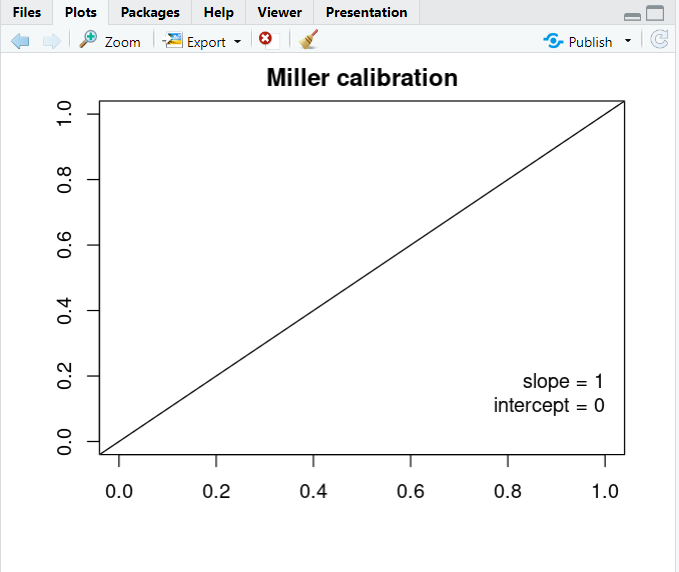 Files Plots Packages Help Viewer Presentation
Zoom Export Publish
Miller calibration
1.0
0.8
0.6
0.4
0.2
0.0
slope = 1
intercept = 0
0.0 0.2 0.4 0.6 0.8 1.0